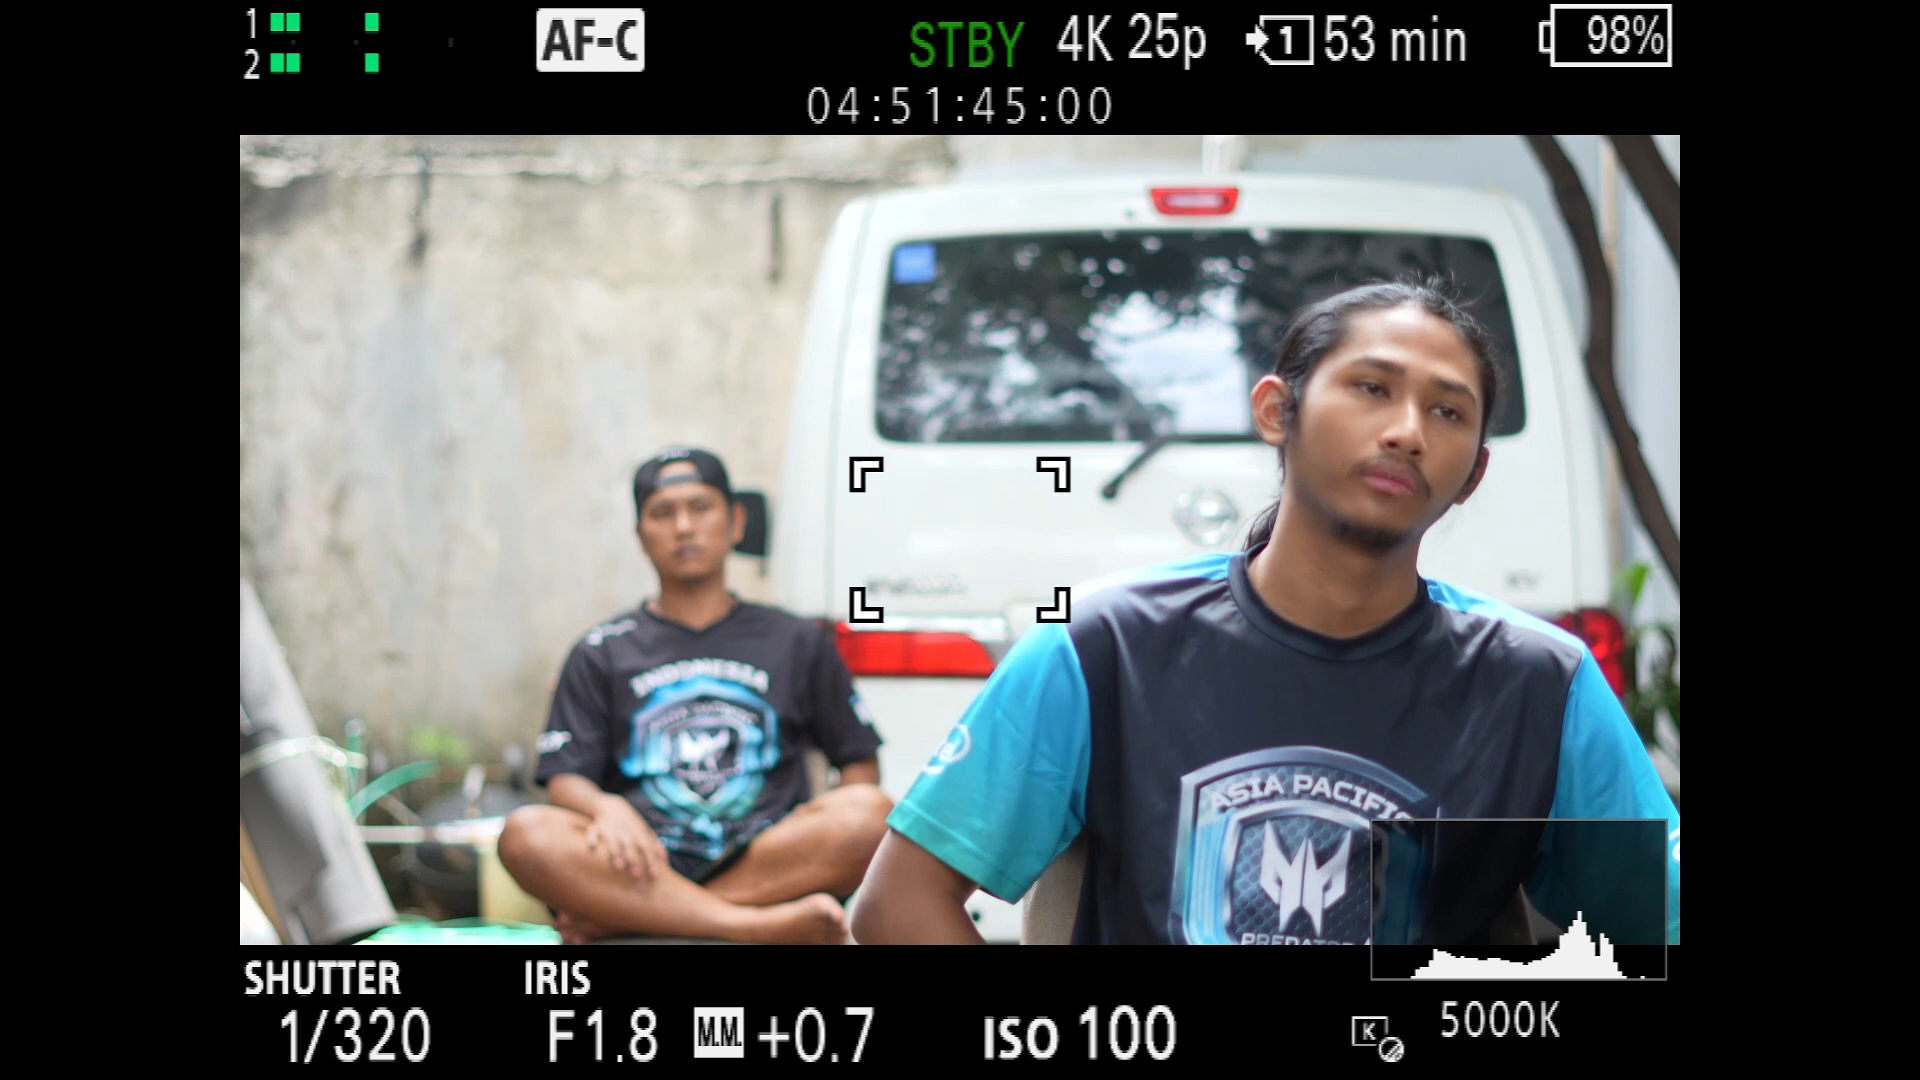 1
2
AF-C
STBY 4K 25p 1 53 min 98%
04:51:45:00
INDONESIA
ASIA PACIFIC
PREDATOR
SHUTTER IRIS
1/320 F1.8 M.M. +0.7 ISO 100 K 5000K